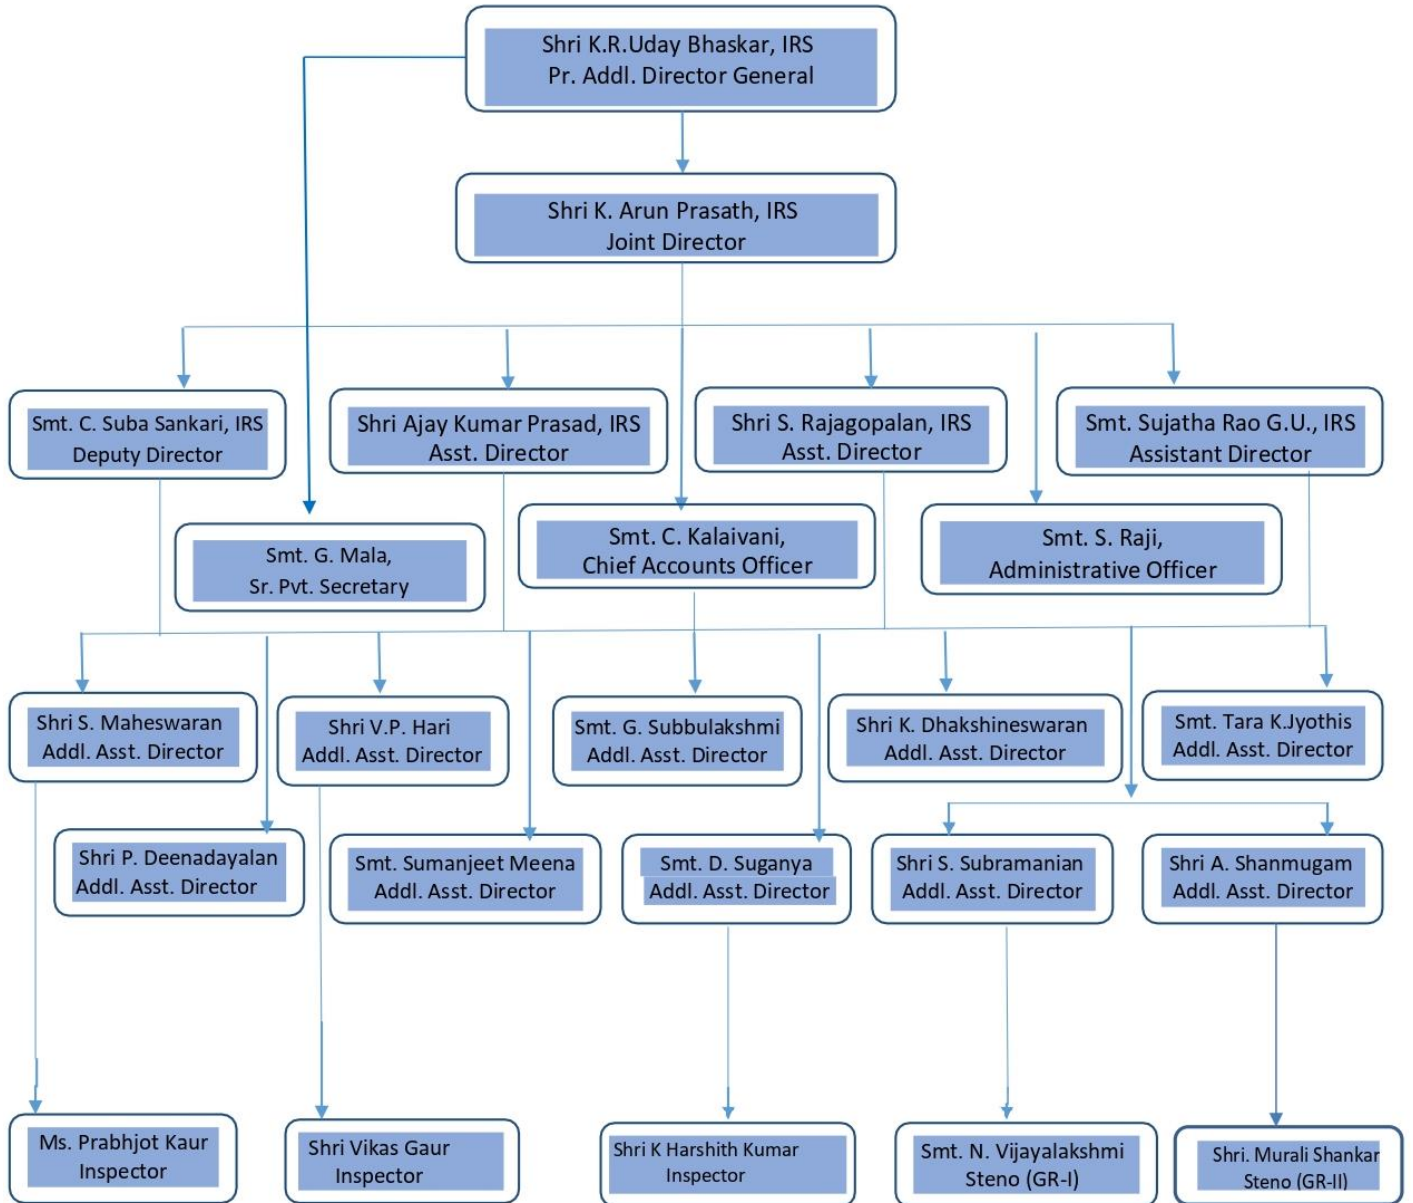 Shri K.R.Uday Bhaskar, IRS
Pr. Addl. Director General
Shri K. Arun Prasath, IRS
Joint Director
Smt. C. Suba Sankari, IRS
Deputy Director
Shri Ajay Kumar Prasad, IRS
Asst. Director
Shri S. Rajagopalan, IRS
Asst. Director
Smt. Sujatha Rao G.U., IRS
Assistant Director
Smt. G. Mala,
Sr. Pvt. Secretary
Smt. C. Kalaivani,
Chief Accounts Officer
Smt. S. Raji,
Administrative Officer
Shri S. Maheswaran
Addl. Asst. Director
Shri V.P. Hari
Addl. Asst. Director
Smt. G. Subbulakshmi
Addl. Asst. Director
Shri K. Dhakshineswaran
Addl. Asst. Director
Smt. Tara K.Jyothis
Addl. Asst. Director
Shri P. Deenadayalan
Addl. Asst. Director
Smt. Sumanjeet Meena
Addl. Asst. Director
Smt. D. Suganya
Addl. Asst. Director
Shri S. Subramanian
Addl. Asst. Director
Shri A. Shanmugam
Addl. Asst. Director
Ms. Prabhjot Kaur
Inspector
Shri Vikas Gaur
Inspector
Shri K Harshith Kumar
Inspector
Smt. N. Vijayalakshmi
Steno (GR-I)
Shri. Murali Shankar
Steno (GR-II)